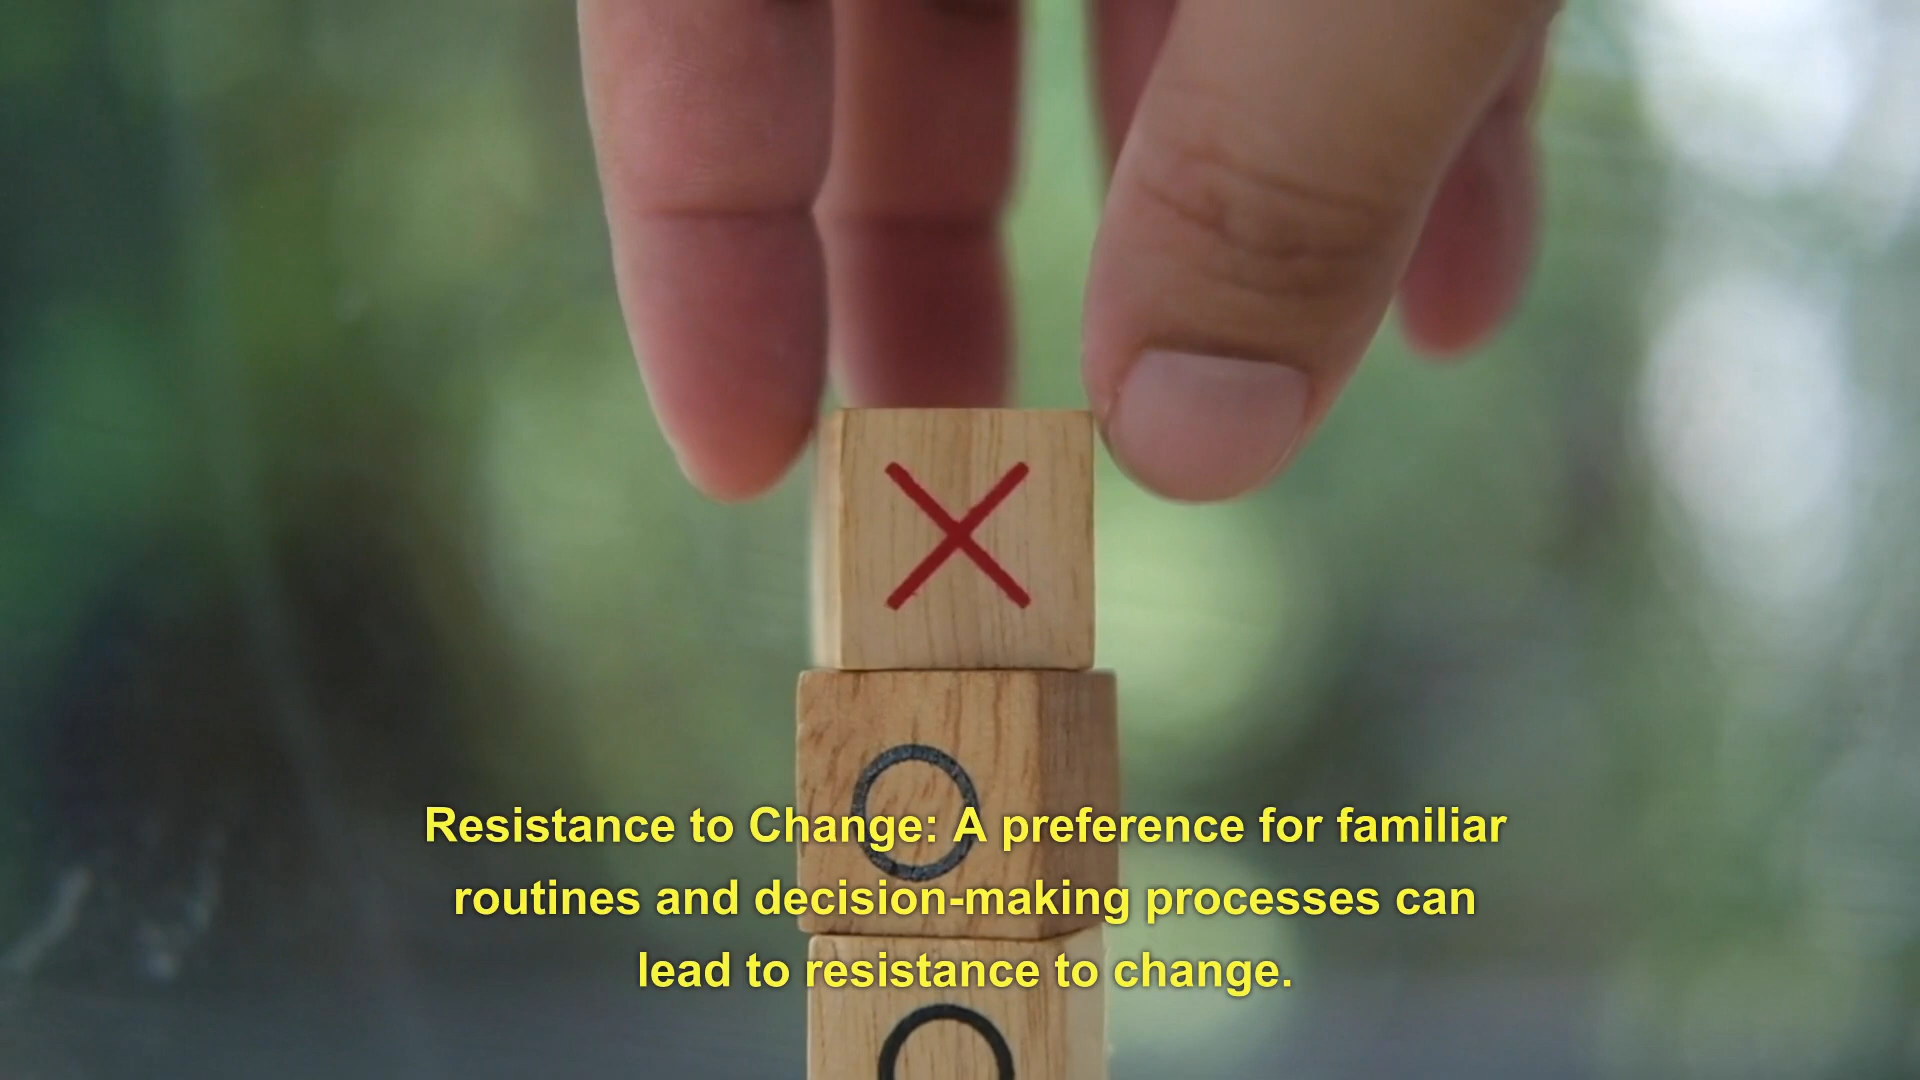 Resistance to Change: A preference for familiar
routines and decision-making processes can
lead to resistance to change.